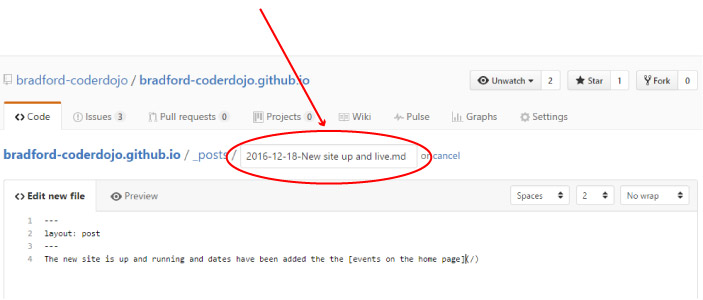 bradford-coderdojo / bradford-coderdojo.github.io Unwatch 2 Star 1 Fork 0
Code Issues 3 Pull requests 0 Projects 0 Wiki Pulse Graphs Settings
bradford-coderdojo.github.io / _posts / 2016-12-18-New site up and live.md or cancel
Edit new file Preview Spaces 2 No wrap
1 ---
2 layout: post
3 ---
4 The new site is up and running and dates have been added the the [events on the home page](/)